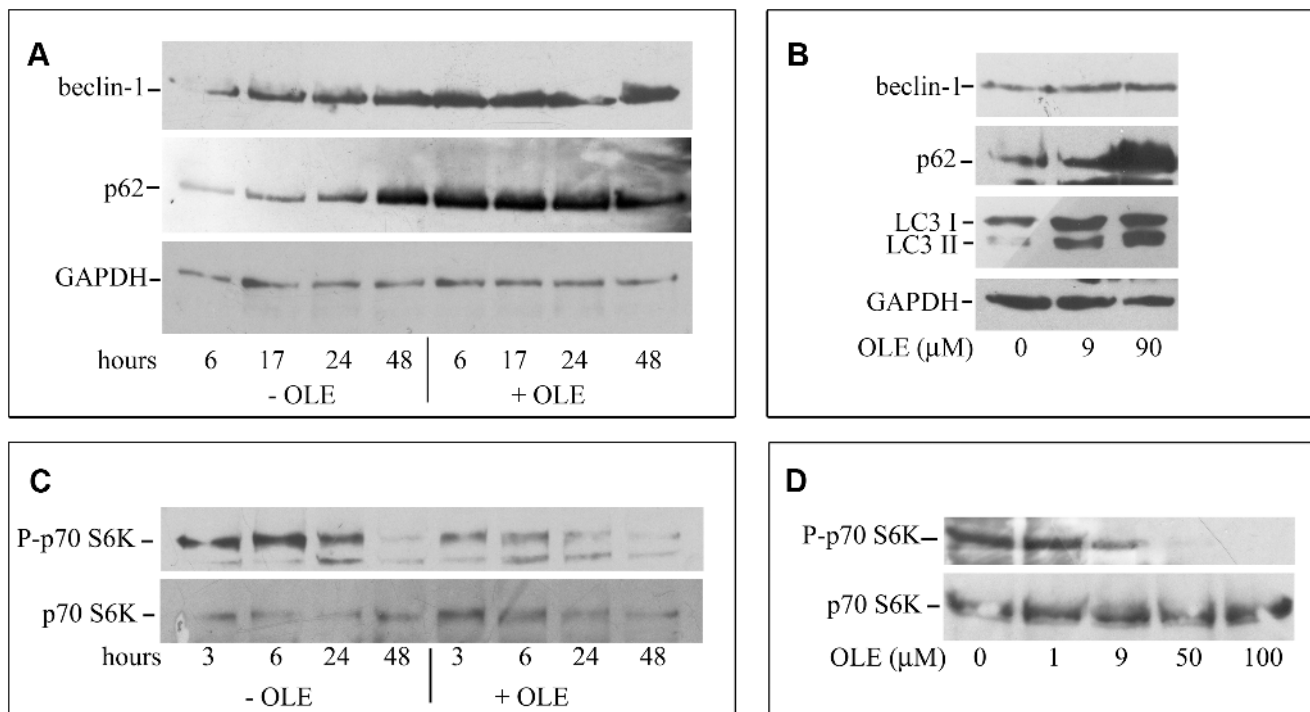 A
beclin-1
p62
GAPDH
hours 6 17 24 48 6 17 24 48
- OLE + OLE
B
beclin-1
p62
LC3 I
LC3 II
GAPDH
OLE (μM) 0 9 90
C
P-p70 S6K
p70 S6K
hours 3 6 24 48 3 6 24 48
- OLE + OLE
D
P-p70 S6K
p70 S6K
OLE (μM) 0 1 9 50 100